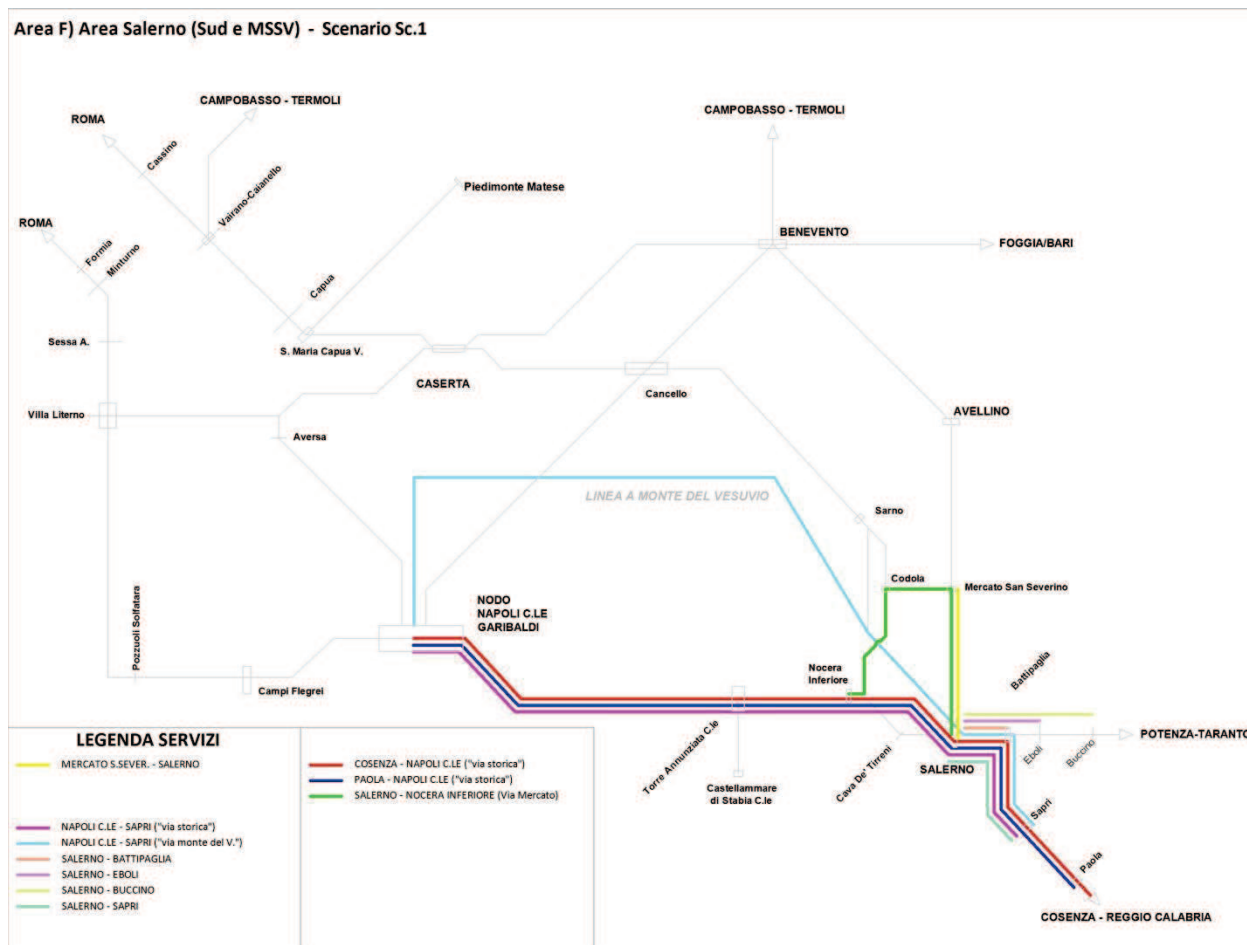 Area F) Area Salerno (Sud e MSSV) - Scenario Sc.1
CAMPOBASSO - TERMOLI
CAMPOBASSO - TERMOLI
ROMA
Cassino
Vairano-Caianello
Piedimonte Matese
ROMA
Formia
Minturno
BENEVENTO
FOGGIA/BARI
Capua
Sessa A.
S. Maria Capua V.
CASERTA
Cancello
Villa Literno
Aversa
AVELLINO
LINEA A MONTE DEL VESUVIO
Sarno
Codola
Mercato San Severino
NODO
NAPOLI C.LE
GARIBALDI
Pozzuoli Solfatara
Campi Flegrei
Nocera
Inferiore
Battipaglia
Torre Annunziata C.le
Castellammare
di Stabia C.le
Cava De' Tirreni
SALERNO
Eboli
Buccino
POTENZA-TARANTO
Sapri
Paola
COSENZA - REGGIO CALABRIA
LEGENDA SERVIZI
MERCATO S.SEVER. - SALERNO
NAPOLI C.LE - SAPRI ("via storica")
NAPOLI C.LE - SAPRI ("via monte del V.")
SALERNO - BATTIPAGLIA
SALERNO - EBOLI
SALERNO - BUCCINO
SALERNO - SAPRI
COSENZA - NAPOLI C.LE ("via storica")
PAOLA - NAPOLI C.LE ("via storica")
SALERNO - NOCERA INFERIORE (Via Mercato)